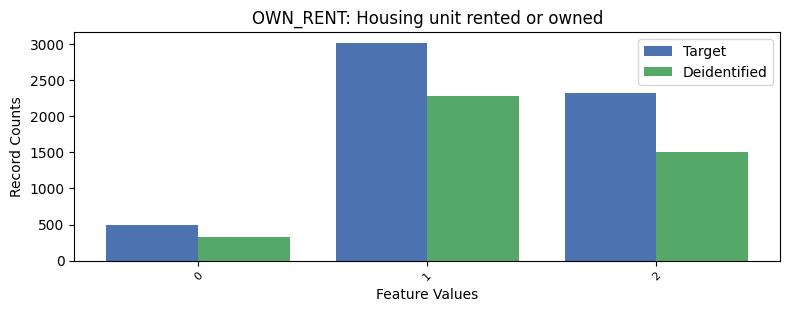 OWN_RENT: Housing unit rented or owned
Target
Deidentified
Record Counts
3000
2500
2000
1500
1000
500
0
0
1
2
Feature Values